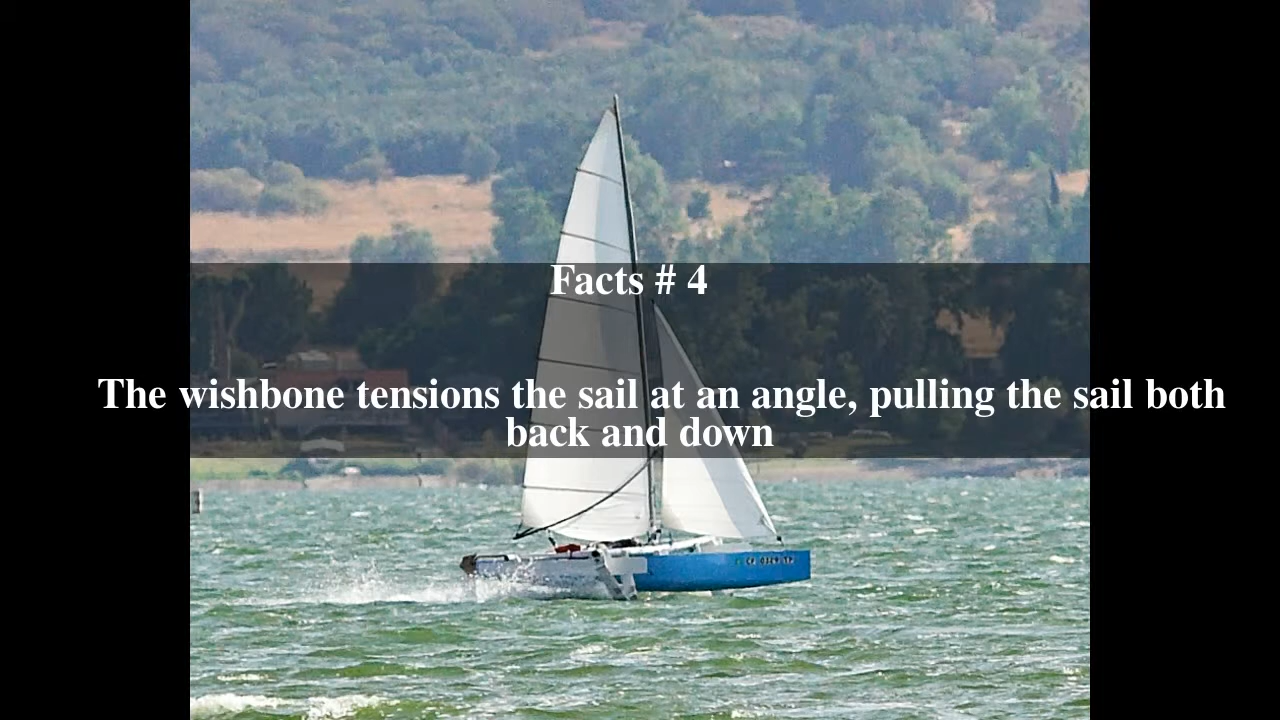 Facts # 4
The wishbone tensions the sail at an angle, pulling the sail both
back and down